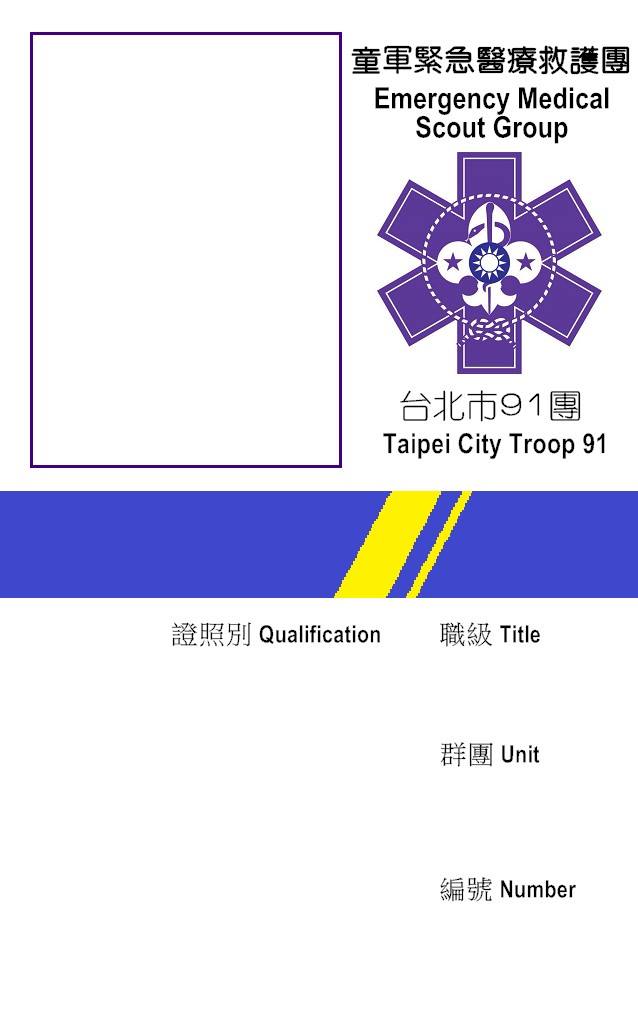 童軍緊急醫療救護團
Emergency Medical
Scout Group
台北市91團
Taipei City Troop 91
證照別 Qualification
職級 Title
群團 Unit
編號 Number